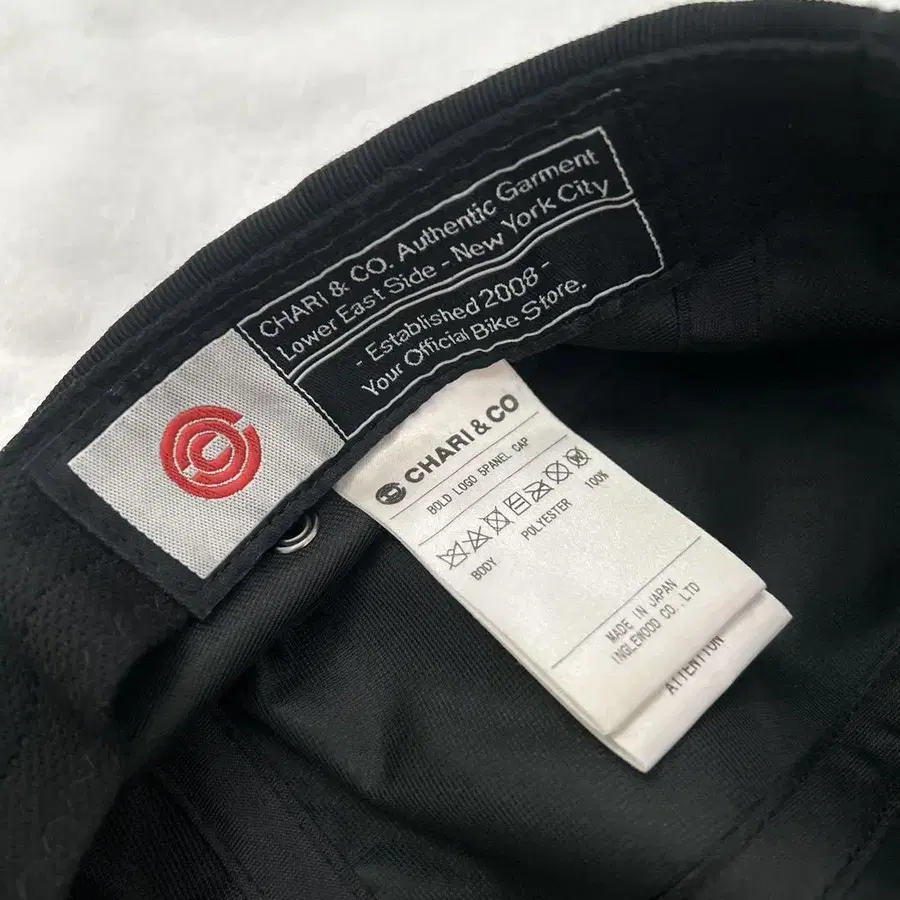 CHARI & CO. Authentic Garment
Lower East Side - New York City
- Established 2008 -
Your Official Bike Store.
CHARI & CO
BOLD LOGO 5PANEL CAP
BODY POLYESTER 100%
MADE IN JAPAN
INGLEWOOD CO.,LTD
ATTENTION